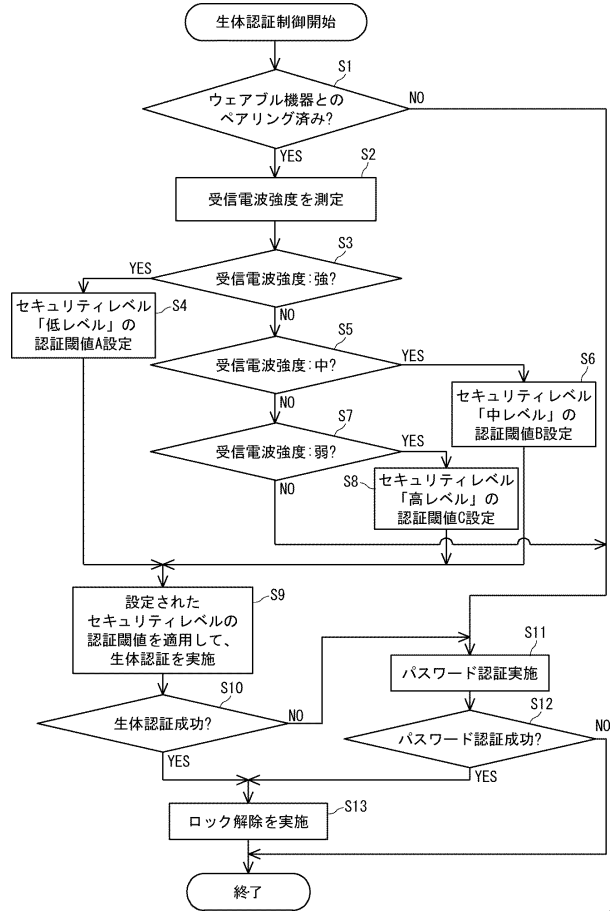 生体認証制御開始
S1
ウェアブル機器との
ペアリング済み?
NO
YES
S2
受信電波強度を測定
S3
受信電波強度:強?
YES
NO
S4
セキュリティレベル
「低レベル」の
認証閾値A設定
S5
受信電波強度:中?
YES
NO
S6
セキュリティレベル
「中レベル」の
認証閾値B設定
S7
受信電波強度:弱?
YES
NO
S8
セキュリティレベル
「高レベル」の
認証閾値C設定
S9
設定された
セキュリティレベルの
認証閾値を適用して、
生体認証を実施
S10
生体認証成功?
NO
YES
S11
パスワード認証実施
S12
パスワード認証成功?
NO
YES
S13
ロック解除を実施
終了